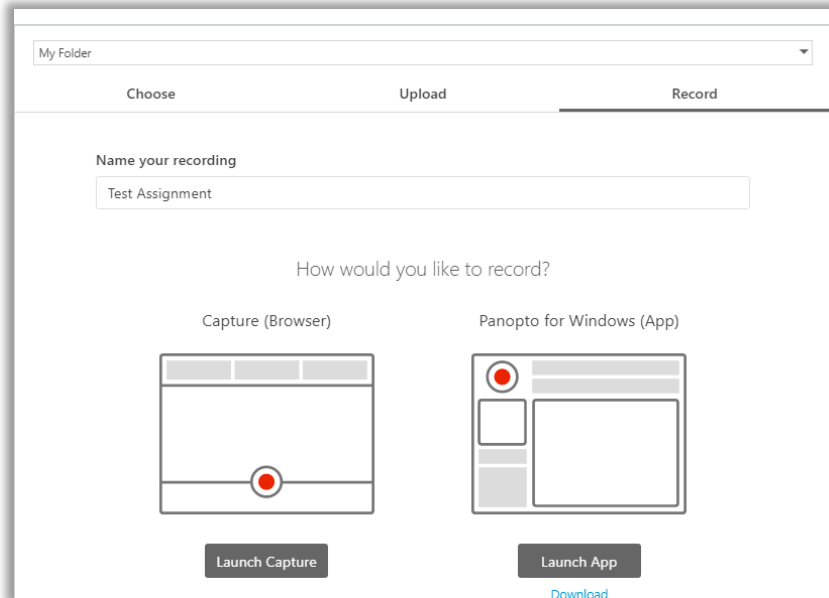 My Folder
Choose Upload Record
Name your recording
Test Assignment
How would you like to record?
Capture (Browser) Panopto for Windows (App)
Launch Capture Launch App
Download